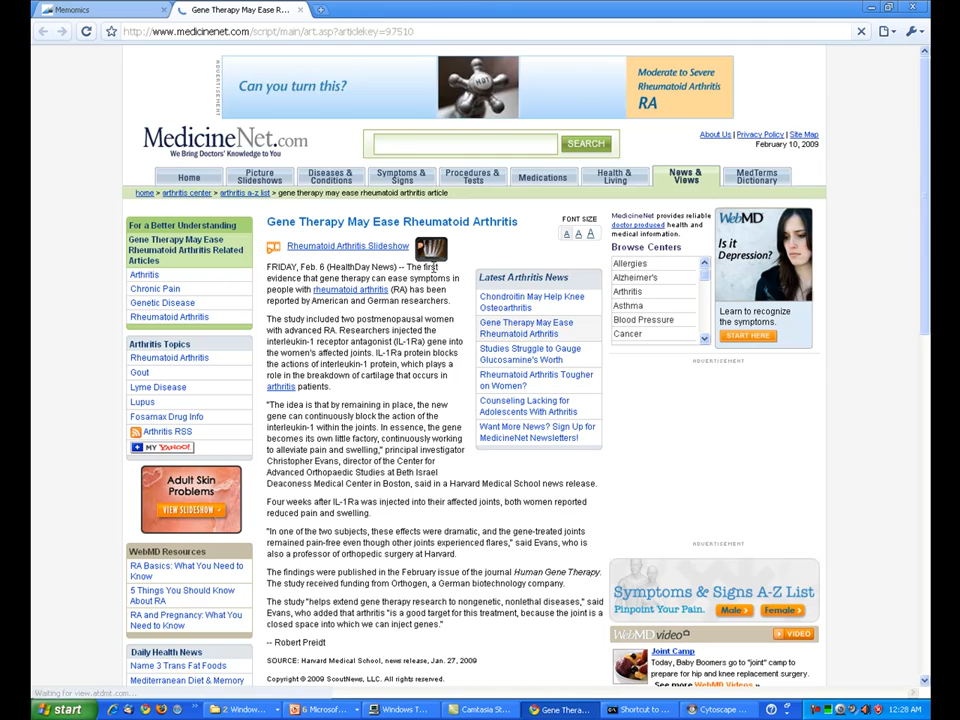 Memomics
Gene Therapy May Ease R...
http://www.medicinenet.com/script/main/art.asp?articlekey=97510
ADVERTISEMENT
Can you turn this?
HOT
Moderate to Severe
Rheumatoid Arthritis
RA
MedicineNet.com
We Bring Doctors' Knowledge to You
SEARCH
About Us | Privacy Policy | Site Map
February 10, 2009
Home
Picture Slideshows
Diseases & Conditions
Symptoms & Signs
Procedures & Tests
Medications
Health & Living
News & Views
MedTerms Dictionary
home > arthritis center > arthritis a-z list > gene therapy may ease rheumatoid arthritis article
For a Better Understanding
Gene Therapy May Ease
Rheumatoid Arthritis Related
Articles
Arthritis
Chronic Pain
Genetic Disease
Rheumatoid Arthritis
Arthritis Topics
Rheumatoid Arthritis
Gout
Lyme Disease
Lupus
Fosamax Drug Info
Arthritis RSS
MY YAHOO!
Adult Skin
Problems
VIEW SLIDESHOW
WebMD Resources
RA Basics: What You Need to
Know
5 Things You Should Know
About RA
RA and Pregnancy: What You
Need to Know
Daily Health News
Name 3 Trans Fat Foods
Mediterranean Diet & Memory
Gene Therapy May Ease Rheumatoid Arthritis
FONT SIZE
A A A
Rheumatoid Arthritis Slideshow
FRIDAY, Feb. 6 (HealthDay News) -- The first
evidence that gene therapy can ease symptoms in
people with rheumatoid arthritis (RA) has been
reported by American and German researchers.
The study included two postmenopausal women
with advanced RA. Researchers injected the
interleukin-1 receptor antagonist (IL-1Ra) gene into
the women's affected joints. IL-1Ra protein blocks
the actions of interleukin-1 protein, which plays a
role in the breakdown of cartilage that occurs in
arthritis patients.
"The idea is that by remaining in place, the new
gene can continuously block the action of the
interleukin-1 within the joints. In essence, the gene
becomes its own little factory, continuously working
to alleviate pain and swelling," principal investigator
Christopher Evans, director of the Center for
Advanced Orthopaedic Studies at Beth Israel
Deaconess Medical Center in Boston, said in a Harvard Medical School news release.
Four weeks after IL-1Ra was injected into their affected joints, both women reported
reduced pain and swelling.
"In one of the two subjects, these effects were dramatic, and the gene-treated joints
remained pain-free even though other joints experienced flares," said Evans, who is
also a professor of orthopedic surgery at Harvard.
The findings were published in the February issue of the journal Human Gene Therapy.
The study received funding from Orthogen, a German biotechnology company.
The study "helps extend gene therapy research to nongenetic, nonlethal diseases," said
Evans, who added that arthritis "is a good target for this treatment, because the joint is a
closed space into which we can inject genes."
-- Robert Preidt
SOURCE: Harvard Medical School, news release, Jan. 27, 2009
Copyright © 2009 ScoutNews, LLC. All rights reserved.
Latest Arthritis News
Chondroitin May Help Knee
Osteoarthritis
Gene Therapy May Ease
Rheumatoid Arthritis
Studies Struggle to Gauge
Glucosamine's Worth
Rheumatoid Arthritis Tougher
on Women?
Counseling Lacking for
Adolescents With Arthritis
Want More News? Sign Up for
MedicineNet Newsletters!
MedicineNet provides reliable
doctor produced health and
medical information.
Browse Centers
Allergies
Alzheimer's
Arthritis
Asthma
Blood Pressure
Cancer
WebMD
Is it
Depression?
Learn to recognize
the symptoms.
START HERE
ADVERTISEMENT
ADVERTISEMENT
Symptoms & Signs A-Z List
Pinpoint Your Pain. Male Female
WebMD video
VIDEO
Joint Camp
Today, Baby Boomers go to "joint" camp to
prepare for hip and knee replacement surgery.
See more WebMD Videos »
Waiting for view.atdmt.com...
start
2 Window...
6 Microsof...
Windows T...
Camtasia St...
Gene Thera...
Shortcut to ...
Cytoscape ...
12:28 AM